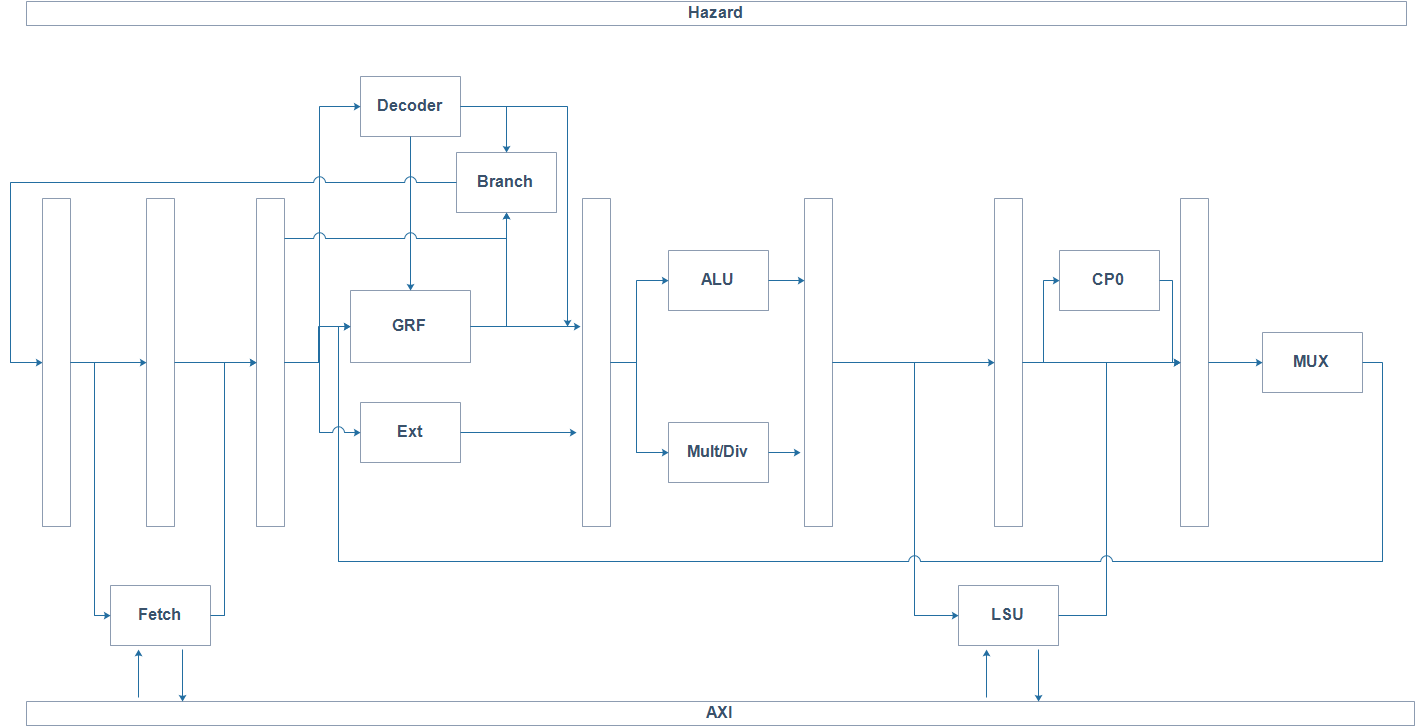 Hazard
Decoder
Branch
ALU
CP0
GRF
MUX
Ext
Mult/Div
Fetch
LSU
AXI